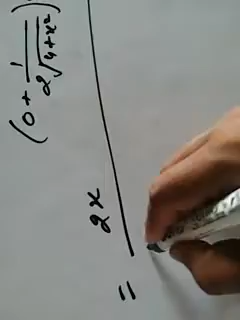 = 2x (0 + 1/2√4+x²)